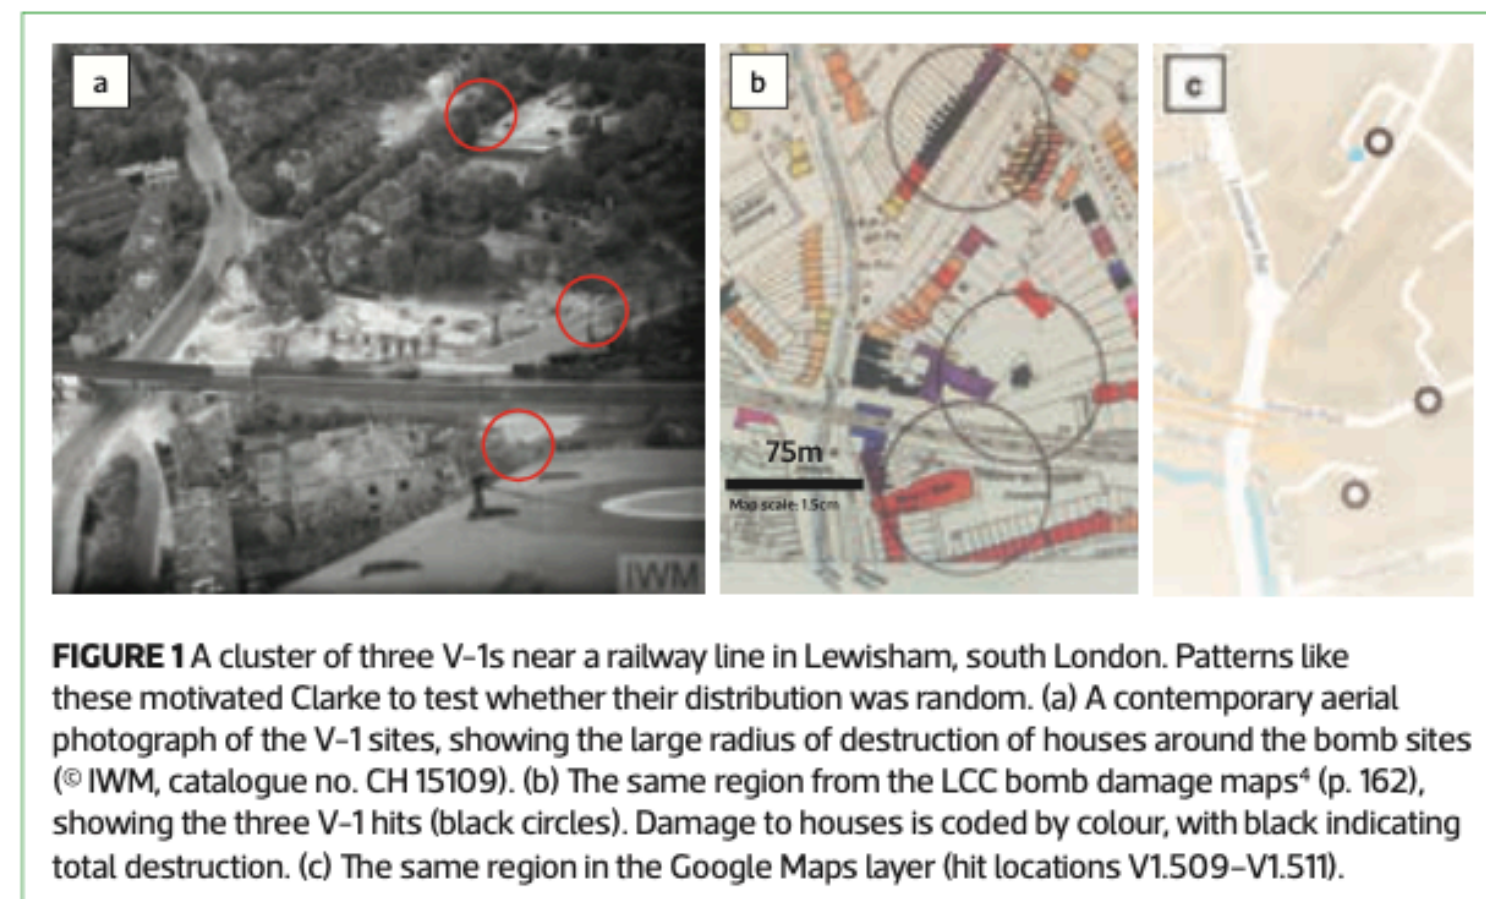 a
b
c
75m
Map scale: 1.5cm
IWM
FIGURE 1 A cluster of three V-1s near a railway line in Lewisham, south London. Patterns like
these motivated Clarke to test whether their distribution was random. (a) A contemporary aerial
photograph of the V-1 sites, showing the large radius of destruction of houses around the bomb sites
(© IWM, catalogue no. CH 15109). (b) The same region from the LCC bomb damage maps⁴ (p. 162),
showing the three V-1 hits (black circles). Damage to houses is coded by colour, with black indicating
total destruction. (c) The same region in the Google Maps layer (hit locations V1.509–V1.511).